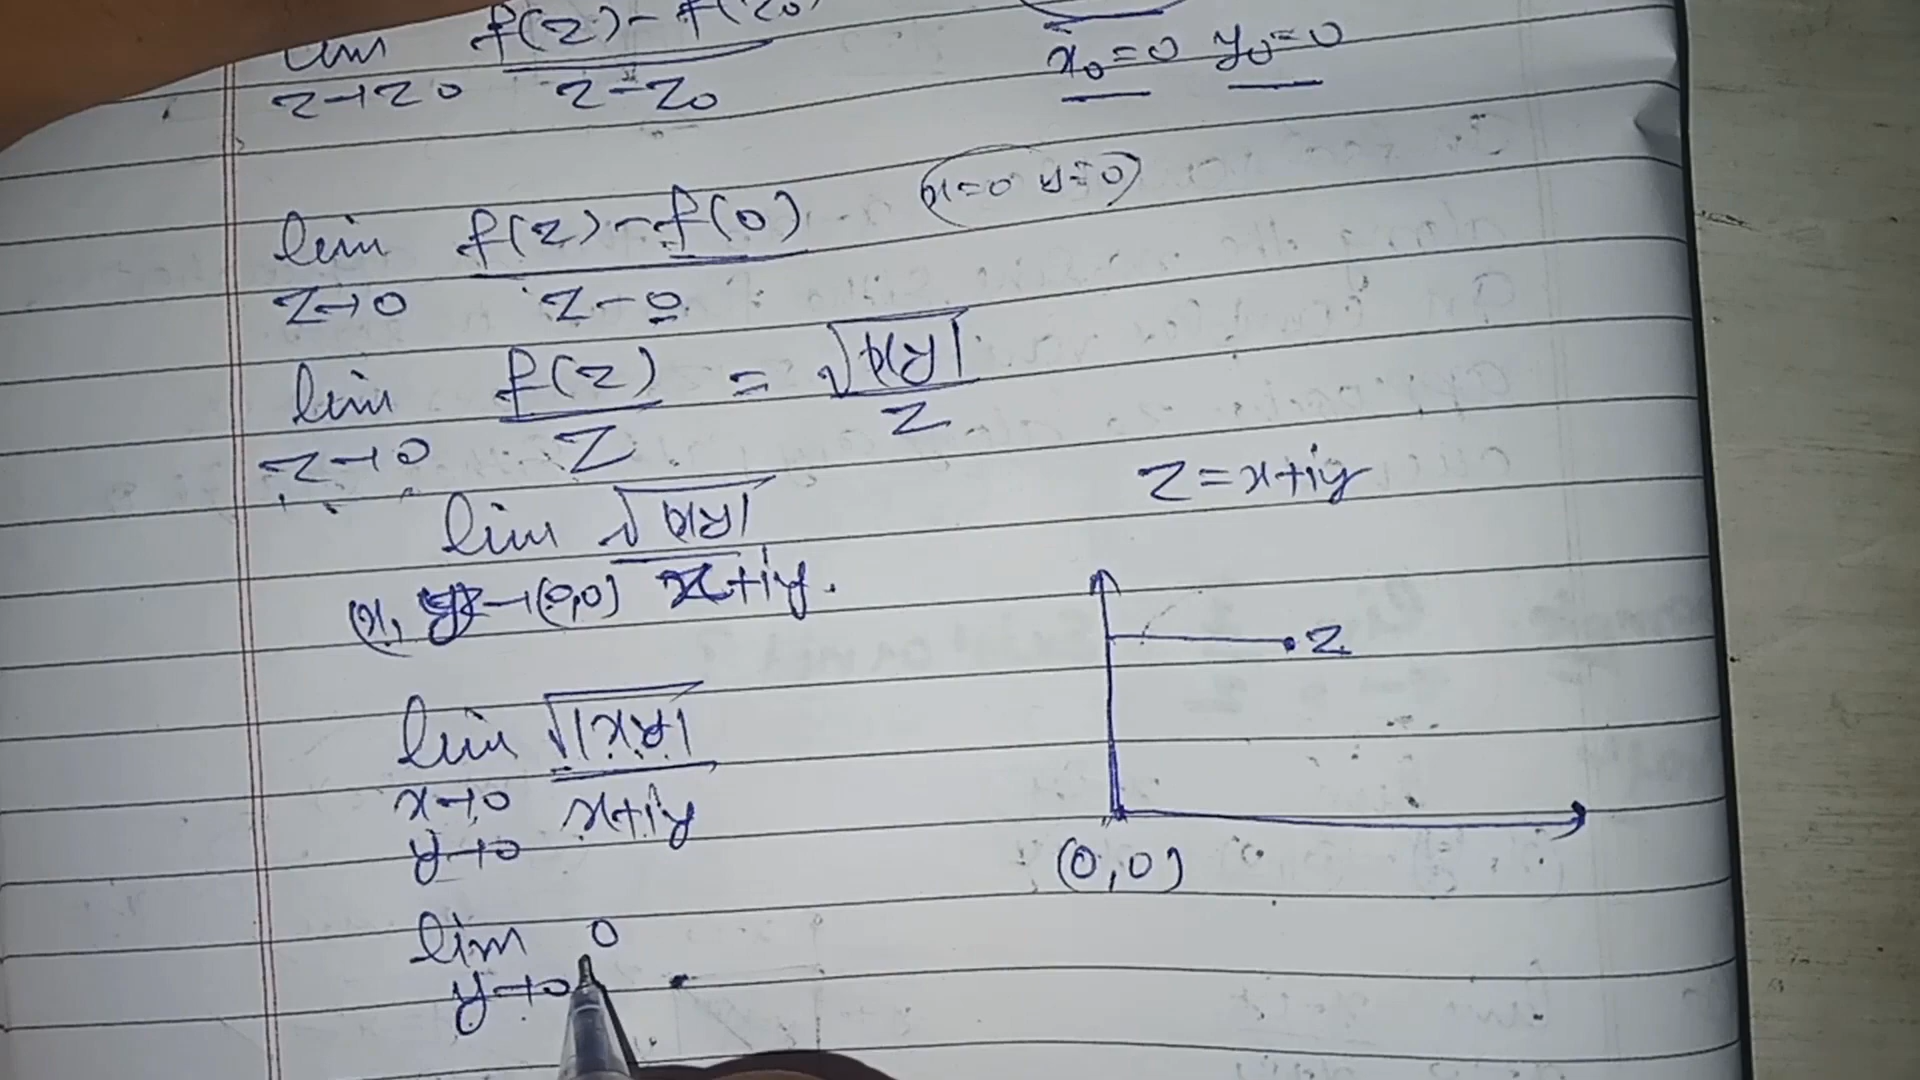 lim f(z)-f(z0)
z→z0 z-z0
x0=0 y0=0
lim f(z)-f(0) (x=0 y=0)
z→0 z-0
lim f(z) = √|xy|
z→0 z z
z=x+iy
lim √|xy|
(x, y)→(0,0) x+iy.
z
lim √|xy|
x→0 x+iy
y→0
(0,0)
lim 0
y→0